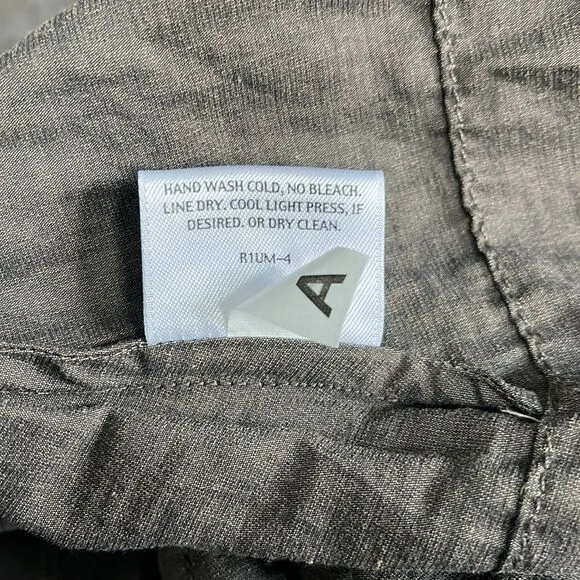 HAND WASH COLD, NO BLEACH.
LINE DRY. COOL LIGHT PRESS, IF
DESIRED. OR DRY CLEAN.
R1UM-4
A